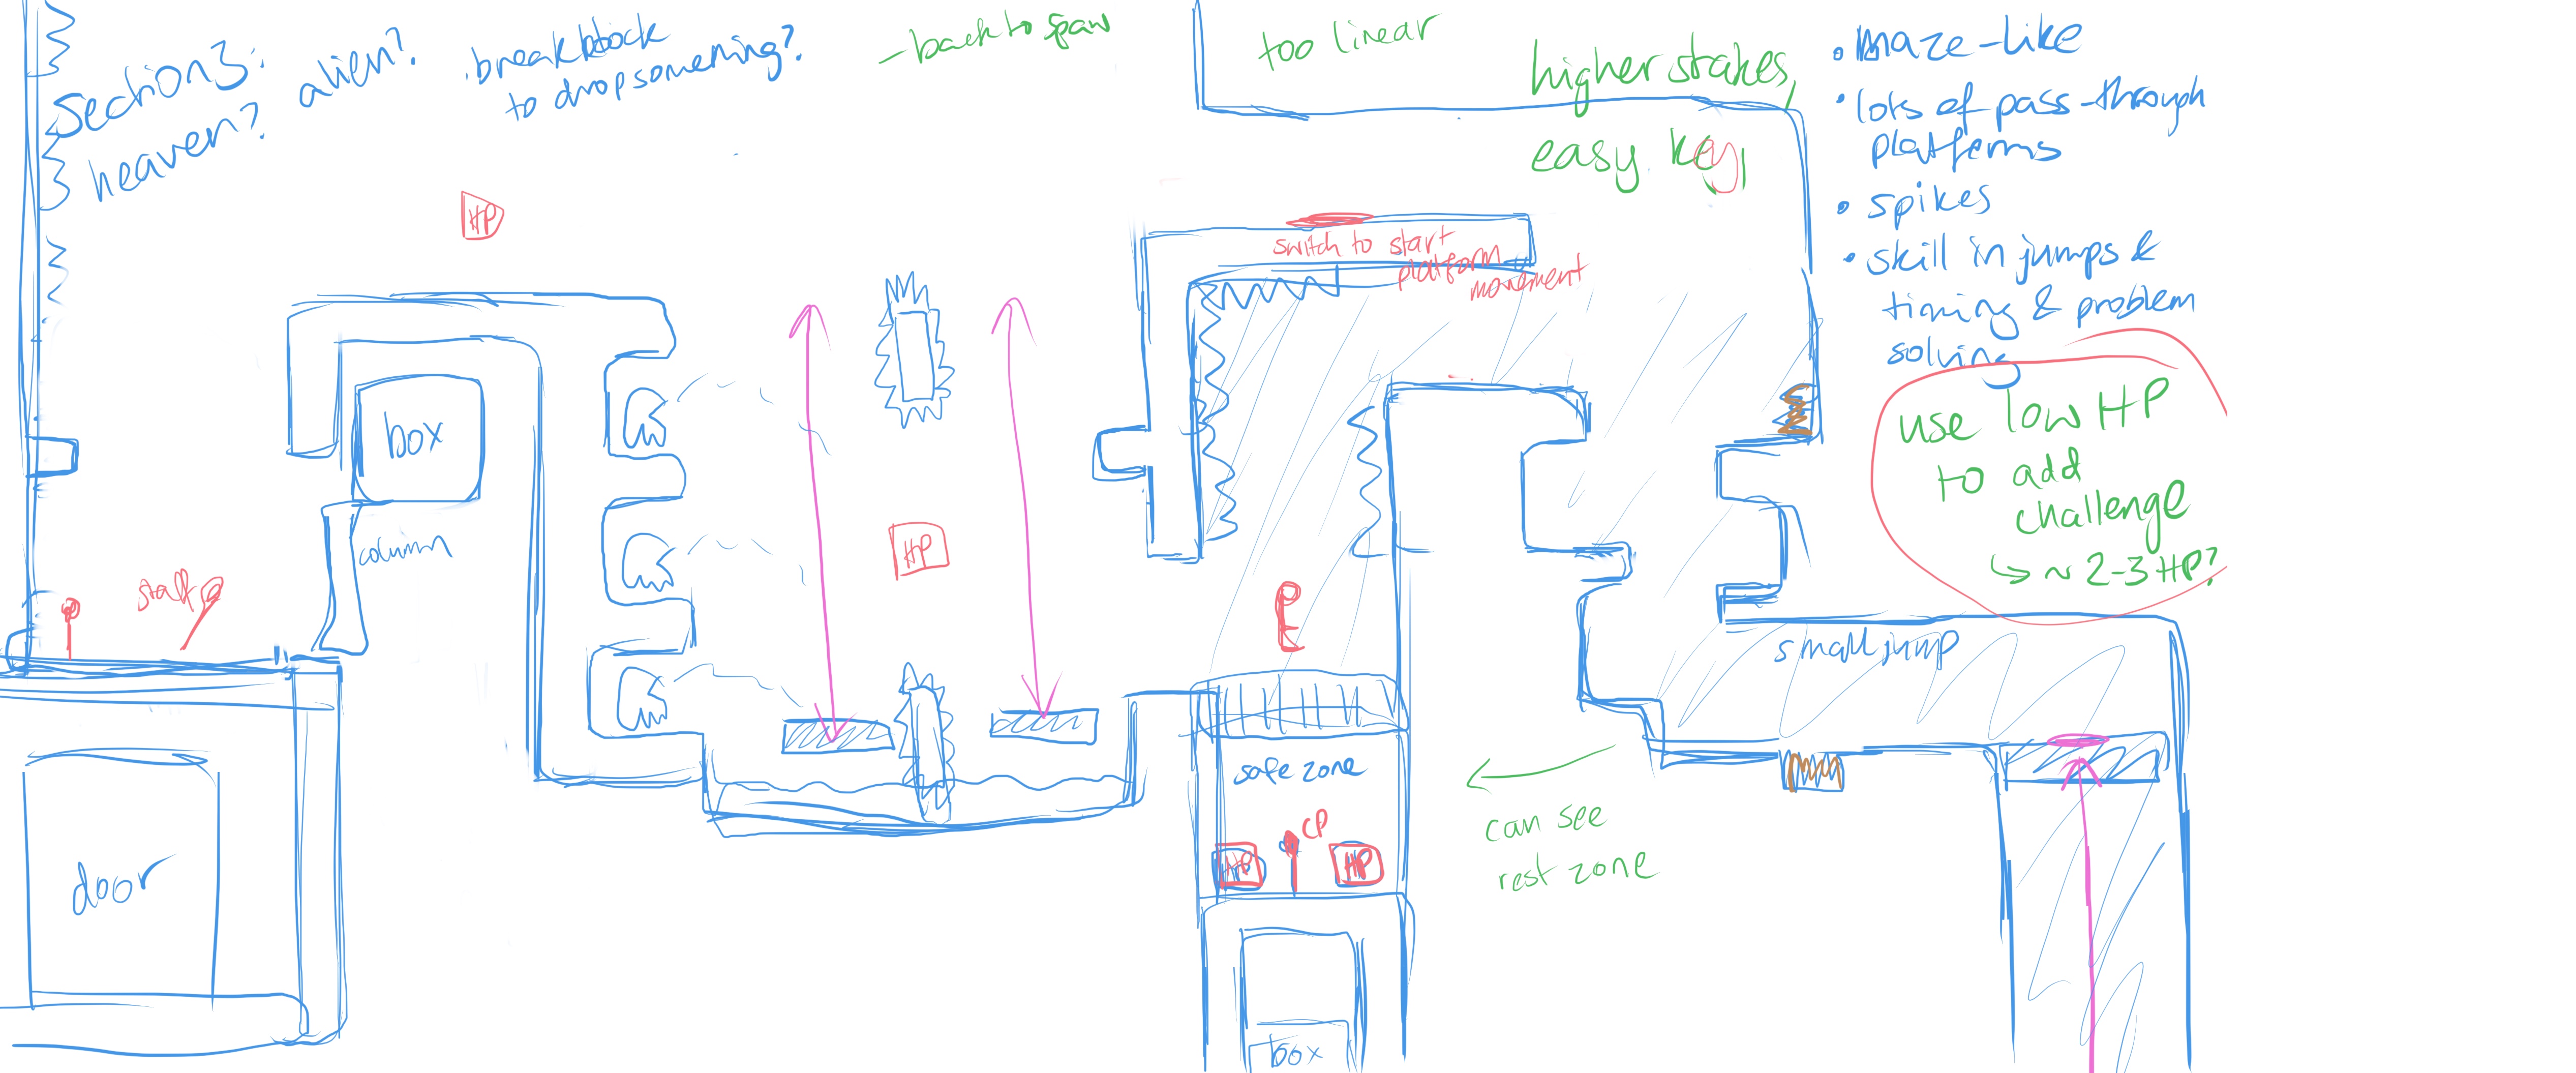 section 3:
heaven?
alien?
break block
to drop something?
- back to spawn
too linear
higher stakes,
easy. key
• maze-like
• lots of pass-through
platforms
• spikes
• skill in jumps &
timing & problem
solving
HP
switch to start
platform
movement
use low HP
to add
challenge
↳ ~ 2-3 HP?
box
column
staff
HP
small jump
safe zone
CP
HP
HP
can see
rest zone
door
box